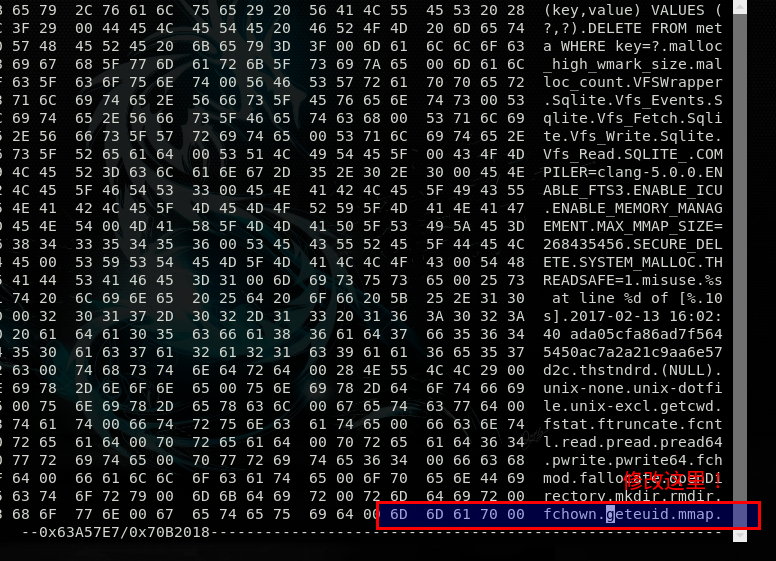 B 65 79  2C 76 61 6C  75 65 29 20  56 41 4C 55  45 53 20 28  (key,value) VALUES (
C 3F 29  00 44 45 4C  45 54 45 20  46 52 4F 4D  20 6D 65 74  ?,?).DELETE FROM met
0 57 48  45 52 45 20  6B 65 79 3D  3F 00 6D 61  6C 6C 6F 63  a WHERE key=?.malloc
8 69 67  68 5F 77 6D  61 72 6B 5F  73 69 7A 65  00 6D 61 6C  _high_wmark_size.mal
F 63 5F  63 6F 75 6E  74 00 56 46  53 57 72 61  70 70 65 72  loc_count.VFSWrapper
3 71 6C  69 74 65 2E  56 66 73 5F  45 76 65 6E  74 73 00 53  .Sqlite.Vfs_Events.S
C 69 74  65 2E 56 66  73 5F 46 65  74 63 68 00  53 71 6C 69  qlite.Vfs_Fetch.Sqli
5 2E 56  66 73 5F 57  72 69 74 65  00 53 71 6C  69 74 65 2E  te.Vfs_Write.Sqlite.
6 73 5F  52 65 61 64  00 53 51 4C  49 54 45 5F  00 43 4F 4D  Vfs_Read.SQLITE_.COM
9 4C 45  52 3D 63 6C  61 6E 67 2D  35 2E 30 2E  30 00 45 4E  PILER=clang-5.0.0.EN
2 4C 45  5F 46 54 53  33 00 45 4E  41 42 4C 45  5F 49 43 55  ABLE_FTS3.ENABLE_ICU
5 4E 41  42 4C 45 5F  4D 45 4D 4F  52 59 5F 4D  41 4E 41 47  .ENABLE_MEMORY_MANAG
D 45 4E  54 00 4D 41  58 5F 4D 4D  41 50 5F 53  49 5A 45 3D  EMENT.MAX_MMAP_SIZE=
6 38 34  33 35 34 35  36 00 53 45  43 55 52 45  5F 44 45 4C  268435456.SECURE_DEL
4 45 00  53 59 53 54  45 4D 5F 4D  41 4C 4C 4F  43 00 54 48  ETE.SYSTEM_MALLOC.TH
5 41 44  53 41 46 45  3D 31 00 6D  69 73 75 73  65 00 25 73  READSAFE=1.misuse.%s
1 74 20  6C 69 6E 65  20 25 64 20  6F 66 20 5B  25 2E 31 30   at line %d of [%.10
D 00 32  30 31 37 2D  30 32 2D 31  33 20 31 36  3A 30 32 3A  s].2017-02-13 16:02:
0 20 61  64 61 30 35  63 66 61 38  36 61 64 37  66 35 36 34  40 ada05cfa86ad7f564
4 35 30  61 63 37 61  32 61 32 31  63 39 61 61  36 65 35 37  5450ac7a2a21c9aa6e57
2 63 00  74 68 73 74  6E 64 72 64  00 28 4E 55  4C 4C 29 00  d2c.thstndrd.(NULL).
E 69 78  2D 6E 6F 6E  65 00 75 6E  69 78 2D 64  6F 74 66 69  unix-none.unix-dotfi
5 00 75  6E 69 78 2D  65 78 63 6C  00 67 65 74  63 77 64 00  le.unix-excl.getcwd.
3 74 61  74 00 66 74  72 75 6E 63  61 74 65 00  66 63 6E 74  fstat.ftruncate.fcnt
0 72 65  61 64 00 70  72 65 61 64  00 70 72 65  61 64 36 34  l.read.pread.pread64
0 77 72  69 74 65 00  70 77 72 69  74 65 36 34  00 66 63 68  .pwrite.pwrite64.fch
F 64 00  66 61 6C 6C  6F 63 61 74  65 00 6F 70  65 6E 44 69  mod.fallocate.openDi
修改这里！
5 63 74  6F 72 79 00  6D 6B 64 69  72 00 72 6D  64 69 72 00  rectory.mkdir.rmdir.
3 68 6F  77 6E 00 67  65 74 65 75  69 64 00 6D  6D 61 70 00  fchown.geteuid.mmap.
--0x63A57E7/0x70B2018---------------------------------------------------------